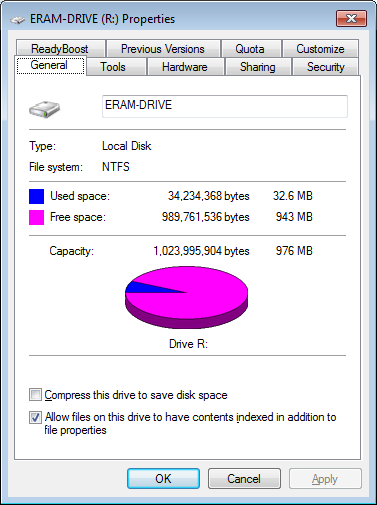 ERAM-DRIVE (R:) Properties
ReadyBoost Previous Versions Quota Customize
General Tools Hardware Sharing Security
ERAM-DRIVE
Type: Local Disk
File system: NTFS
Used space: 34,234,368 bytes 32.6 MB
Free space: 989,761,536 bytes 943 MB
Capacity: 1,023,995,904 bytes 976 MB
Drive R:
Compress this drive to save disk space
Allow files on this drive to have contents indexed in addition to
file properties
OK Cancel Apply